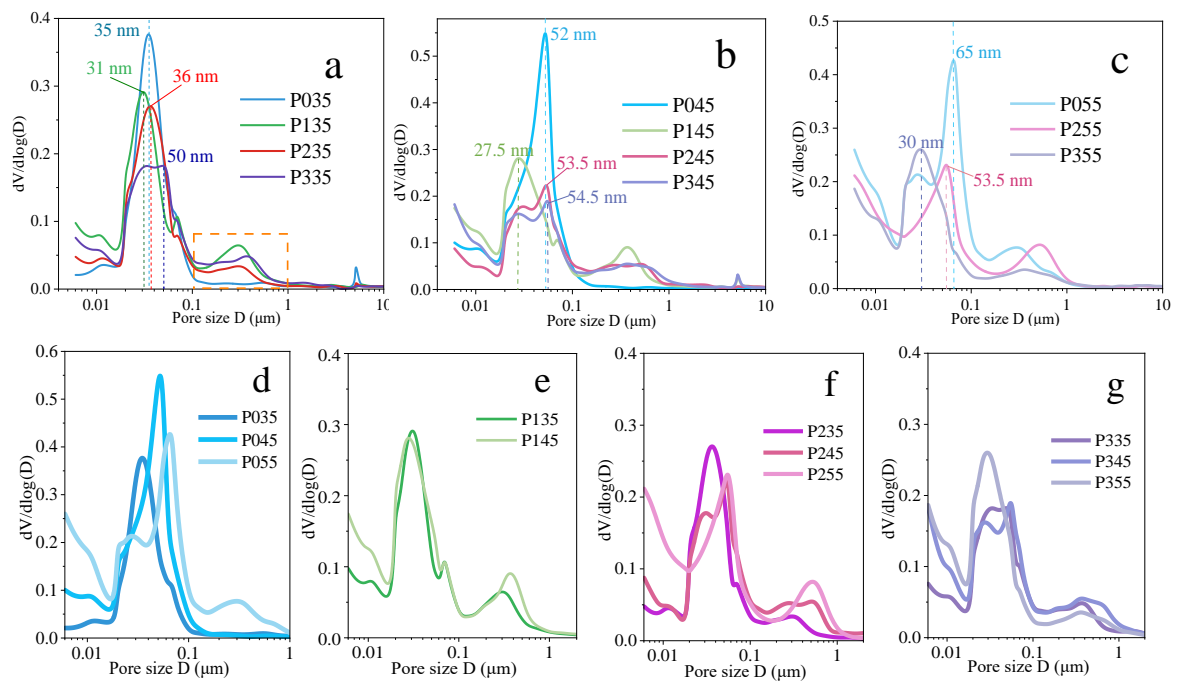 a
dV/dlog(D)
0.4
0.3
0.2
0.1
0.0
35 nm
31 nm
36 nm
50 nm
P035
P135
P235
P335
0.01
0.1
1
10
Pore size D (μm)
b
dV/dlog(D)
0.6
0.5
0.4
0.3
0.2
0.1
0.0
52 nm
27.5 nm
53.5 nm
54.5 nm
P045
P145
P245
P345
0.01
0.1
1
10
Pore size D (μm)
c
dV/dlog(D)
0.5
0.4
0.3
0.2
0.1
0.0
65 nm
30 nm
53.5 nm
P055
P255
P355
0.01
0.1
1
10
Pore size D (μm)
d
dV/dlog(D)
0.6
0.5
0.4
0.3
0.2
0.1
0.0
P035
P045
P055
0.01
0.1
1
Pore size D (μm)
e
dV/dlog(D)
0.4
0.3
0.2
0.1
0.0
P135
P145
0.01
0.1
1
Pore size D (μm)
f
dV/dlog(D)
0.4
0.3
0.2
0.1
0.0
P235
P245
P255
0.01
0.1
1
Pore size D (μm)
g
dV/dlog(D)
0.4
0.3
0.2
0.1
0.0
P335
P345
P355
0.01
0.1
1
Pore size D (μm)